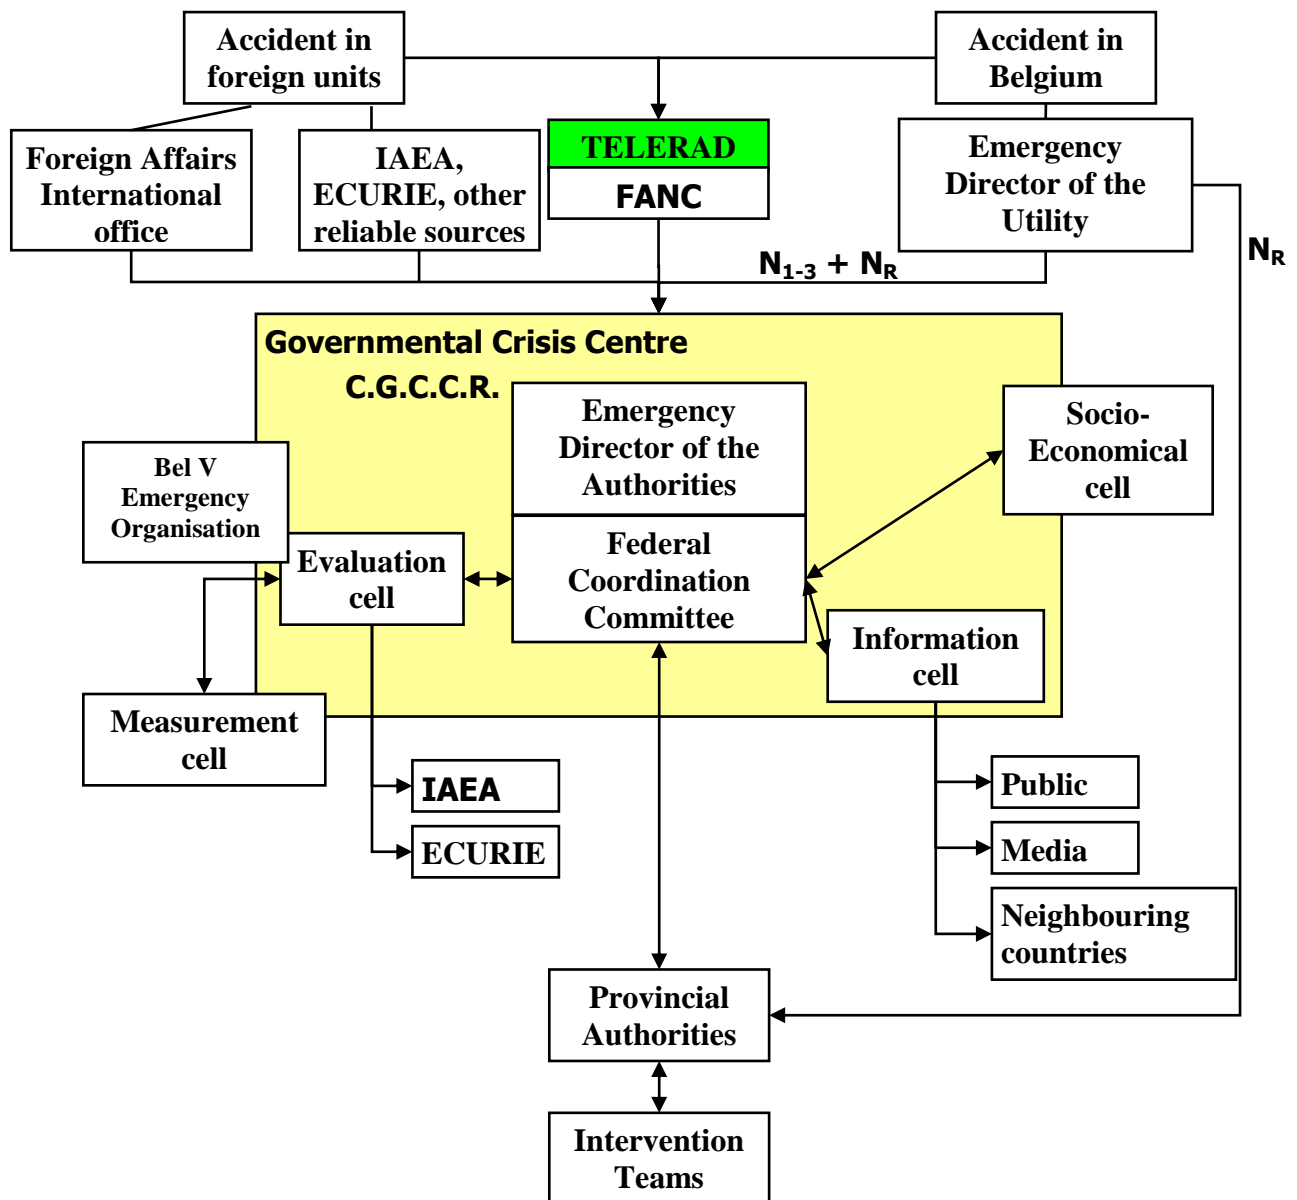 Accident in
foreign units
Accident in
Belgium
Foreign Affairs
International
office
IAEA,
ECURIE, other
reliable sources
TELERAD
FANC
Emergency
Director of the
Utility
N1-3 + NR
NR
Governmental Crisis Centre
C.G.C.C.R.
Emergency
Director of the
Authorities
Socio-
Economical
cell
Bel V
Emergency
Organisation
Evaluation
cell
Federal
Coordination
Committee
Information
cell
Measurement
cell
IAEA
ECURIE
Public
Media
Neighbouring
countries
Provincial
Authorities
Intervention
Teams